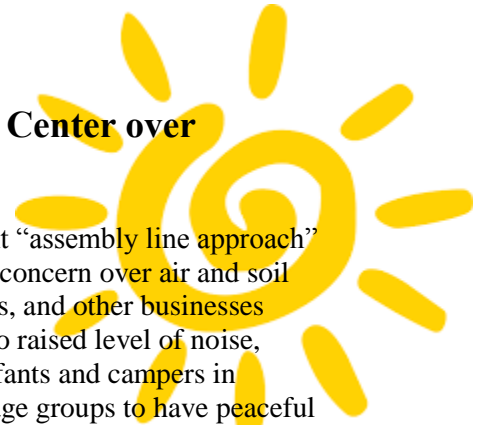 Center over
t “assembly line approach”
concern over air and soil
s, and other businesses
o raised level of noise,
fants and campers in
ge groups to have peaceful